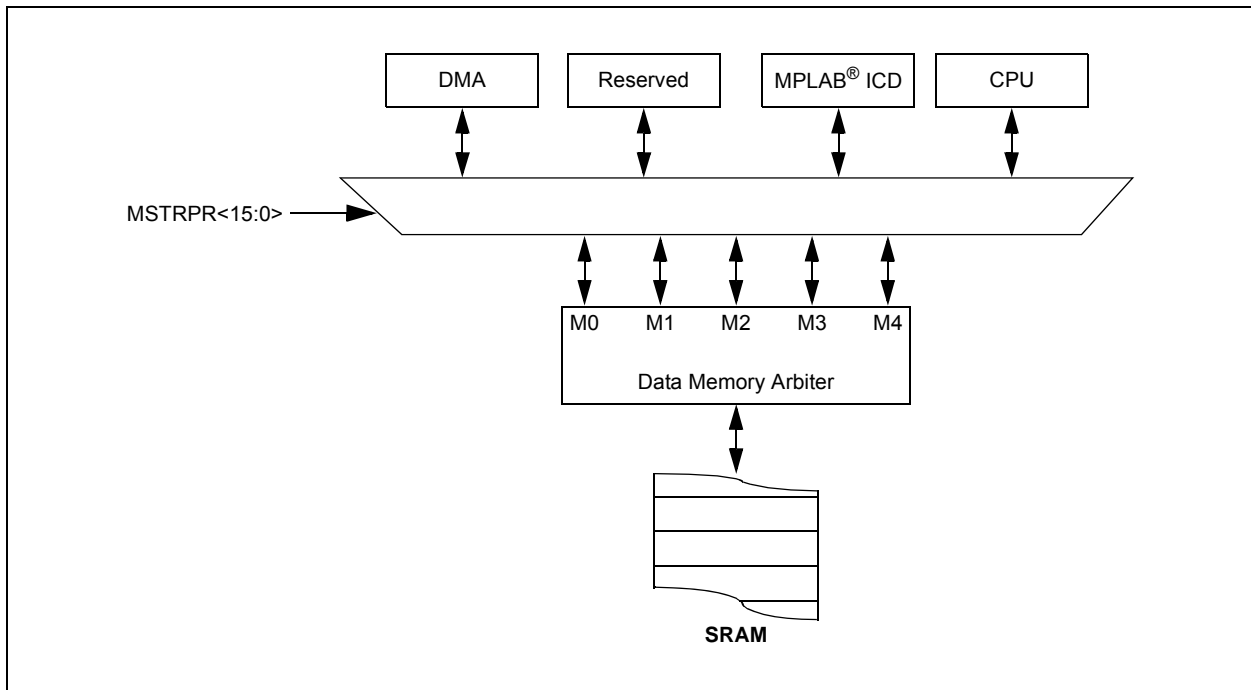 DMA
Reserved
MPLAB® ICD
CPU
MSTRPR<15:0>
M0
M1
M2
M3
M4
Data Memory Arbiter
SRAM